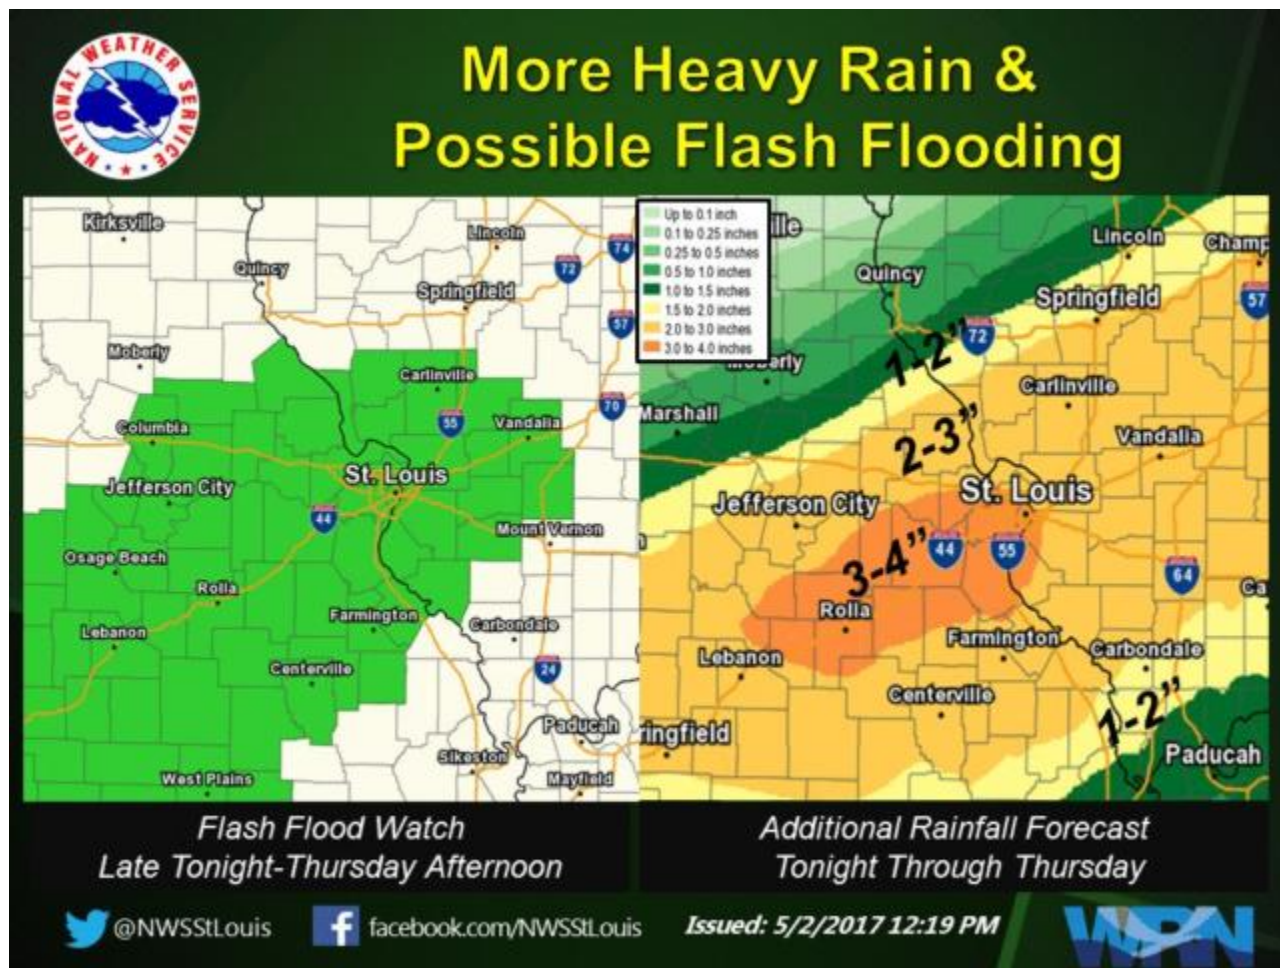 NATIONAL WEATHER SERVICE
More Heavy Rain &
Possible Flash Flooding
Kirksville
Lincoln
74
Quincy
72
Springfield
57
Moberly
Carlinville
70
Columbia
55
Vandalia
St. Louis
Jefferson City
44
Mount Vernon
Osage Beach
Rolla
Farmington
Carbondale
Lebanon
Centerville
24
Paducah
Sikeston
West Plains
Mayfield
Up to 0.1 inch
0.1 to 0.25 inches
0.25 to 0.5 inches
0.5 to 1.0 inches
1.0 to 1.5 inches
1.5 to 2.0 inches
2.0 to 3.0 inches
3.0 to 4.0 inches
ille
Lincoln
Champ
Quincy
Springfield
57
1-2”
72
Moberly
Carlinville
Marshall
2-3”
Vandalia
St. Louis
Jefferson City
3-4”
44
55
64
Ca
Rolla
Farmington
Carbondale
Lebanon
Centerville
1-2”
ringfield
Paducah
Flash Flood Watch
Late Tonight-Thursday Afternoon
Additional Rainfall Forecast
Tonight Through Thursday
@NWSStLouis
facebook.com/NWSStLouis
Issued: 5/2/2017 12:19 PM
WRN